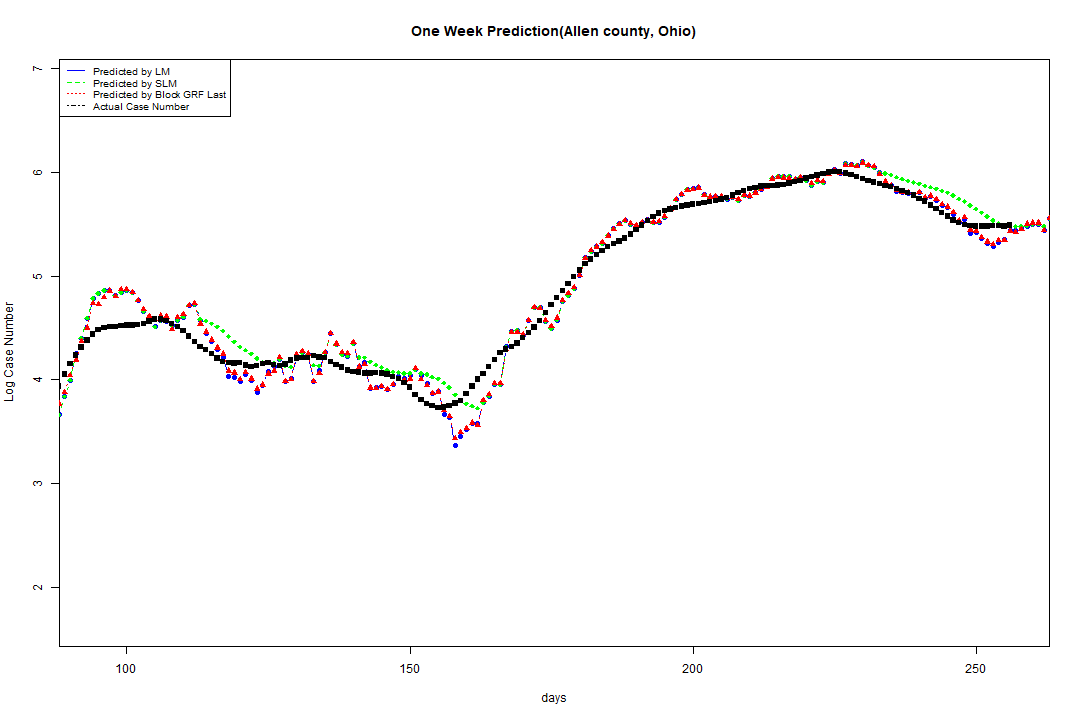 One Week Prediction(Allen county, Ohio)
Predicted by LM
Predicted by SLM
Predicted by Block GRF Last
Actual Case Number
7
6
5
4
3
2
Log Case Number
100 150 200 250
days